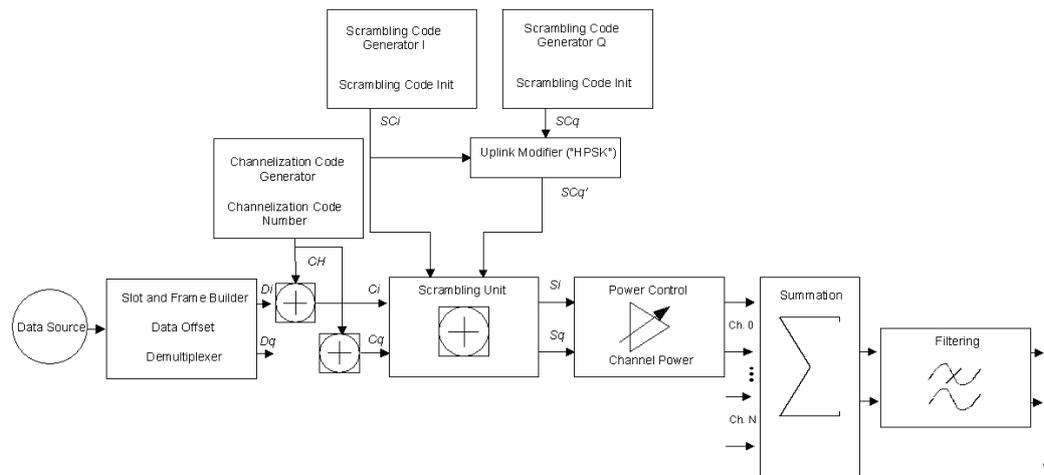 Scrambling Code
Generator I
Scrambling Code Init
Scrambling Code
Generator Q
Scrambling Code Init
SCi
SCq
Uplink Modifier ("HPSK")
SCq'
Channelization Code
Generator
Channelization Code
Number
CH
Data Source
Slot and Frame Builder
Data Offset
Demultiplexer
Di
Dq
Ci
Cq
Scrambling Unit
Si
Sq
Power Control
Channel Power
Ch. 0
Ch. N
Summation
Filtering